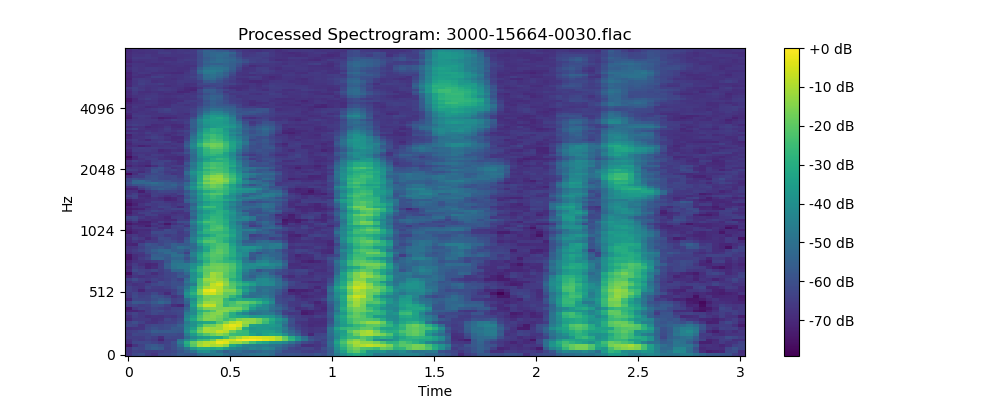 Processed Spectrogram: 3000-15664-0030.flac
Hz
4096
2048
1024
512
0
0
0.5
1
1.5
2
2.5
3
Time
+0 dB
-10 dB
-20 dB
-30 dB
-40 dB
-50 dB
-60 dB
-70 dB